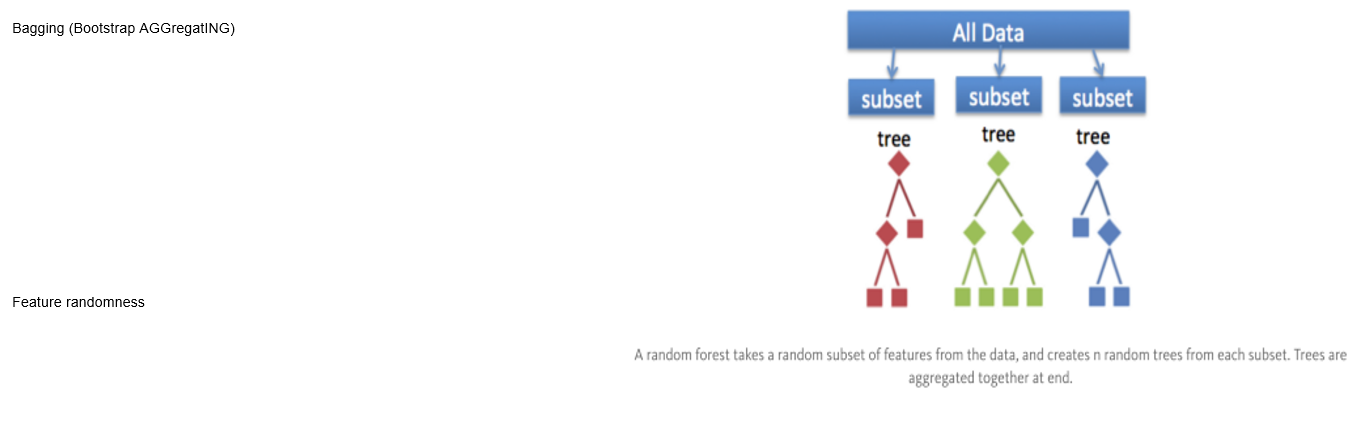 Bagging (Bootstrap AGGregatING)
All Data
subset subset subset
tree tree tree
Feature randomness
A random forest takes a random subset of features from the data, and creates n random trees from each subset. Trees are
aggregated together at end.